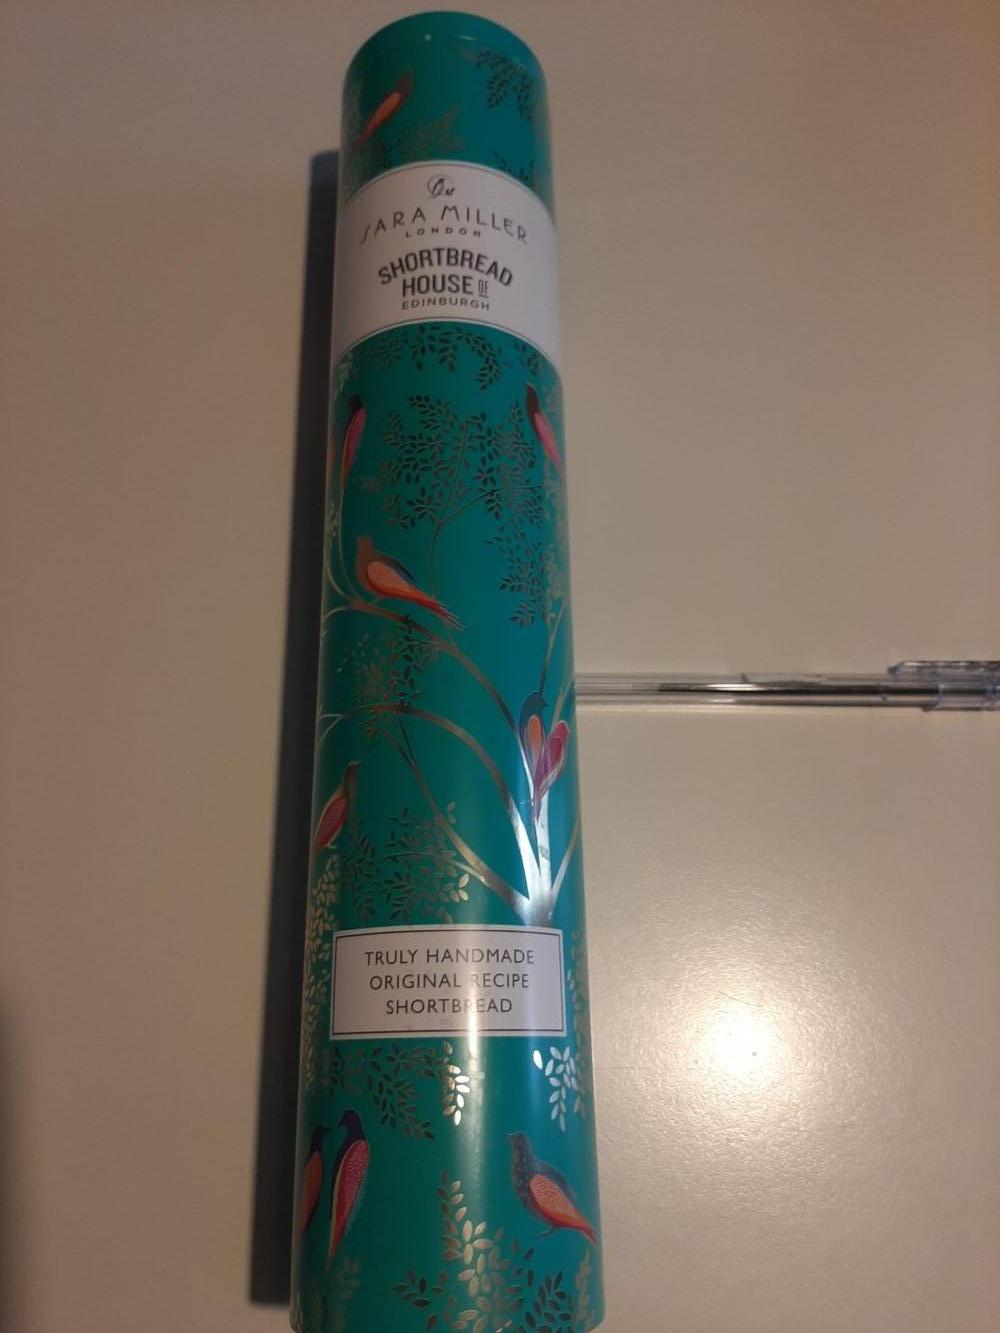 SARA MILLER
LONDON
SHORTBREAD
HOUSE OF
EDINBURGH
TRULY HANDMADE
ORIGINAL RECIPE
SHORTBREAD